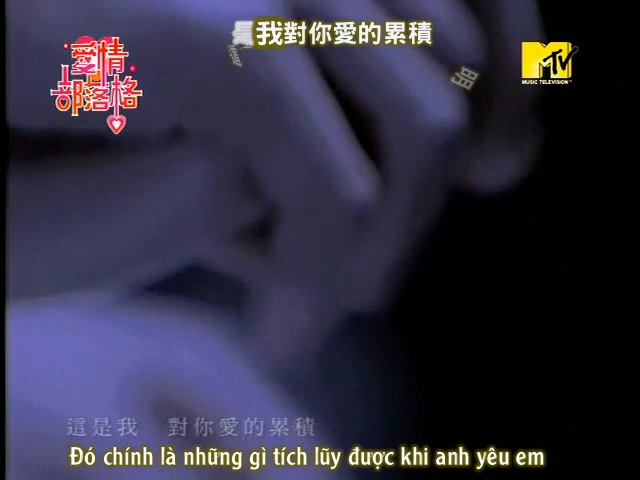 是我對你愛的累積
愛情
部落格
MTV
MUSIC TELEVISION
這是我 對你愛的累積
Đó chính là những gì tích lũy được khi anh yêu em